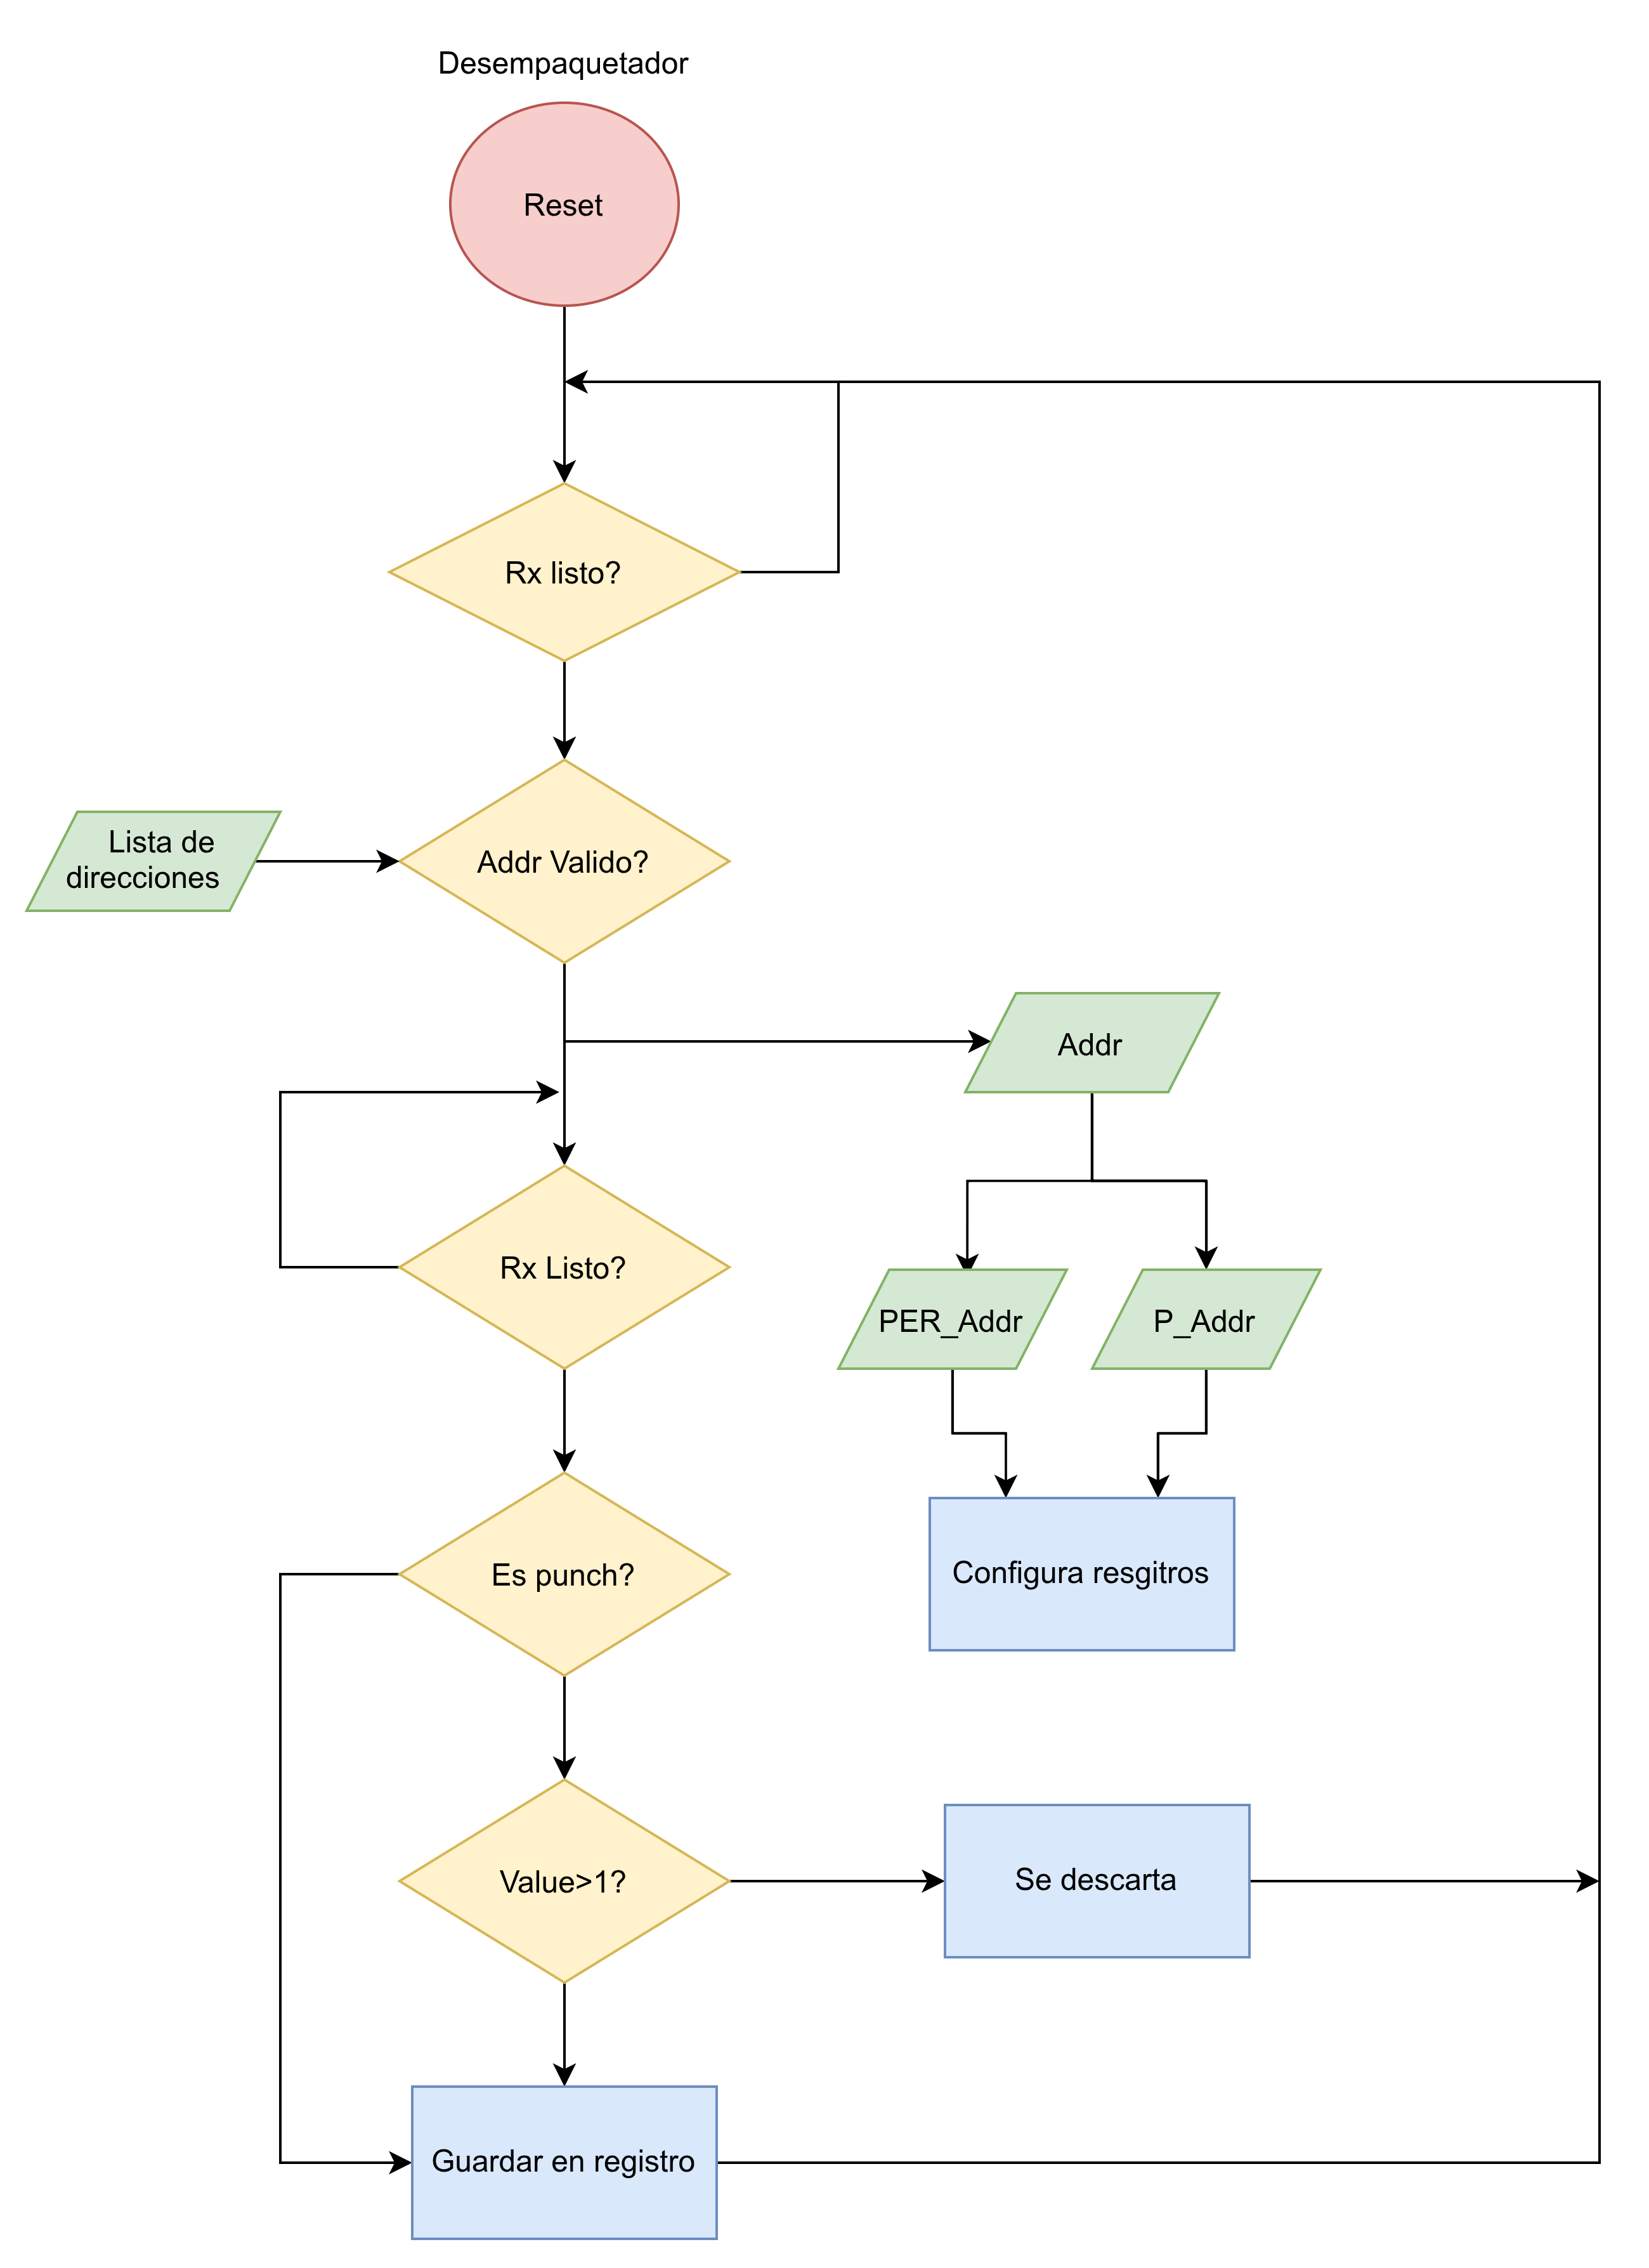 Desempaquetador
Reset
Rx listo?
Lista de
direcciones
Addr Valido?
Addr
Rx Listo?
PER_Addr
P_Addr
Es punch?
Configura resgitros
Value>1?
Se descarta
Guardar en registro